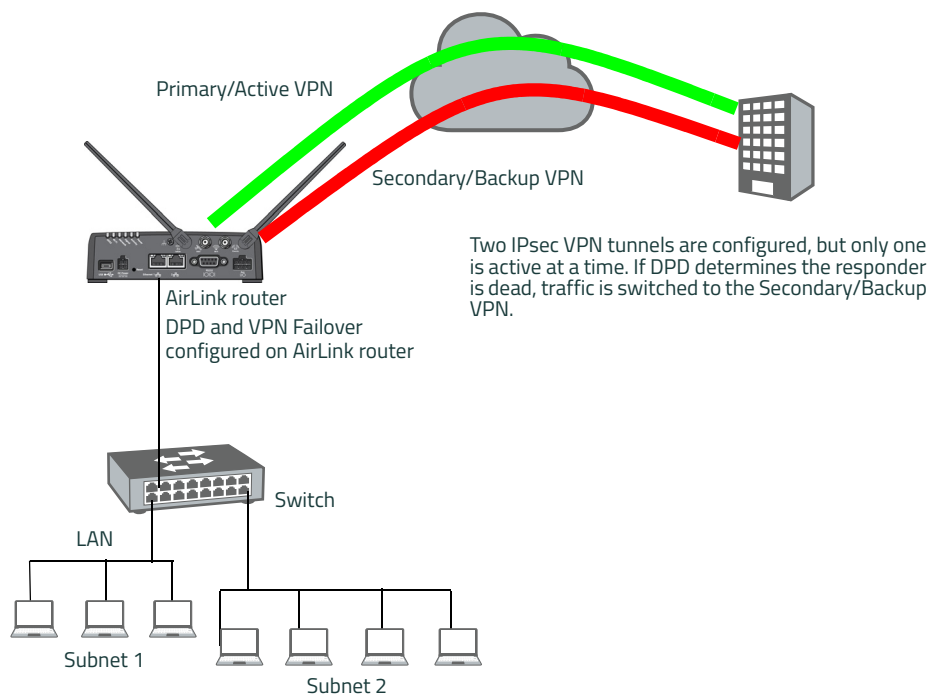 Primary/Active VPN
Secondary/Backup VPN
Two IPsec VPN tunnels are configured, but only one
is active at a time. If DPD determines the responder
is dead, traffic is switched to the Secondary/Backup
VPN.
AirLink router
DPD and VPN Failover
configured on AirLink router
Switch
LAN
Subnet 1
Subnet 2